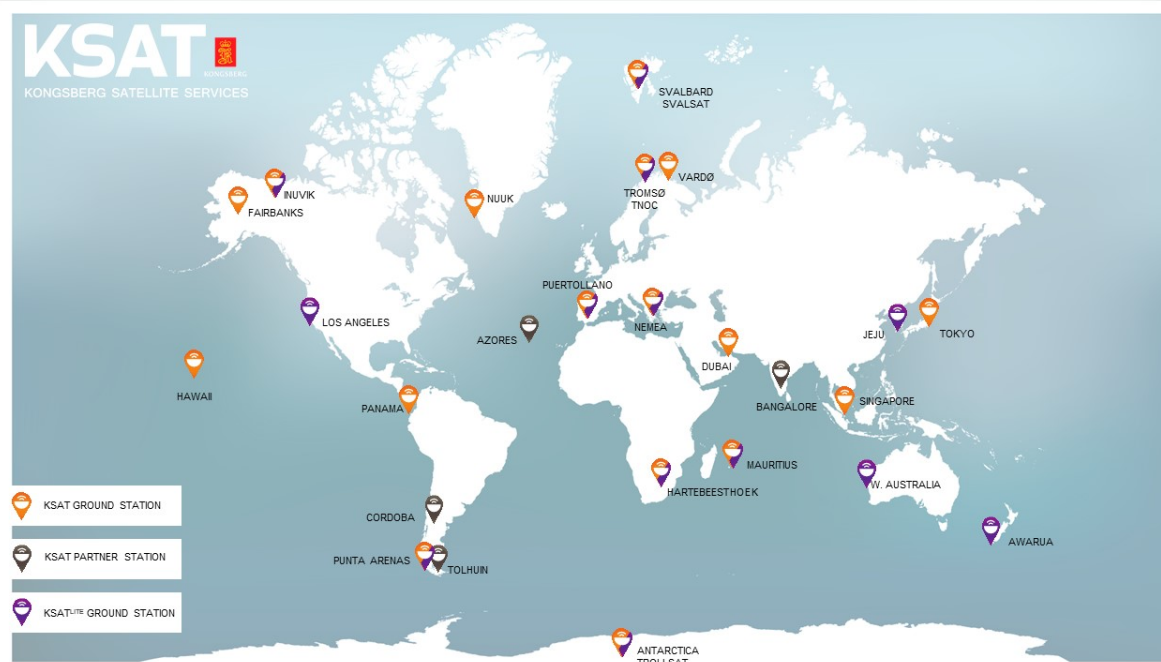 KSAT
KONGSBERG
KONGSBERG SATELLITE SERVICES
SVALBARD
SVALSAT
INUVIK
FAIRBANKS
NUUK
TROMSØ
TNOC
VARDØ
PUERTOLLANO
LOS ANGELES
AZORES
NEMEA
DUBAI
JEJU
TOKYO
HAWAII
PANAMA
BANGALORE
SINGAPORE
MAURITIUS
HARTEBEESTHOEK
W. AUSTRALIA
CORDOBA
AWARUA
PUNTA ARENAS
TOLHUIN
KSAT GROUND STATION
KSAT PARTNER STATION
KSATLITE GROUND STATION
ANTARCTICA
TROLLSAT